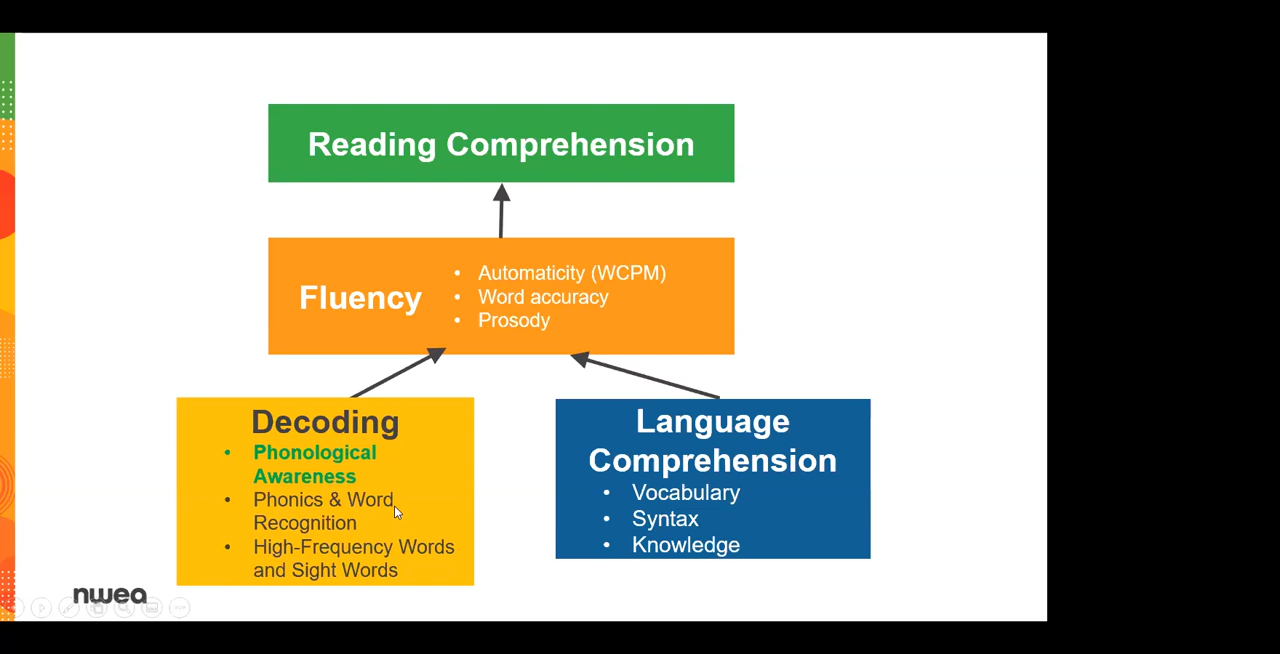 Reading Comprehension
Fluency
• Automaticity (WCPM)
• Word accuracy
• Prosody
Decoding
• Phonological
Awareness
• Phonics & Word
Recognition
• High-Frequency Words
and Sight Words
Language
Comprehension
• Vocabulary
• Syntax
• Knowledge
nwea